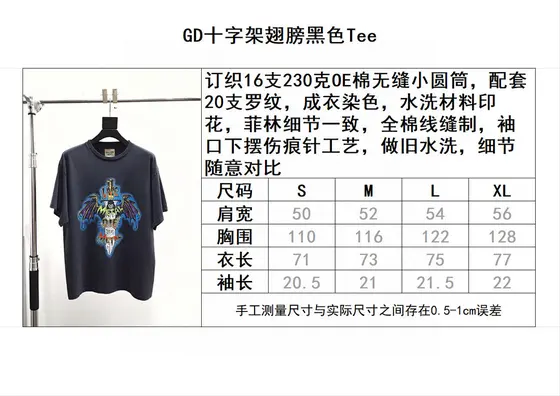 GD十字架翅膀黑色Tee
订织16支230克OE棉无缝小圆筒，配套
20支罗纹，成衣染色，水洗材料印
花，菲林细节一致，全棉线缝制，袖
口下摆伤痕针工艺，做旧水洗，细节
随意对比
尺码 S M L XL
肩宽 50 52 54 56
胸围 110 116 122 128
衣长 71 73 75 77
袖长 20.5 21 21.5 22
手工测量尺寸与实际尺寸之间存在0.5-1cm误差